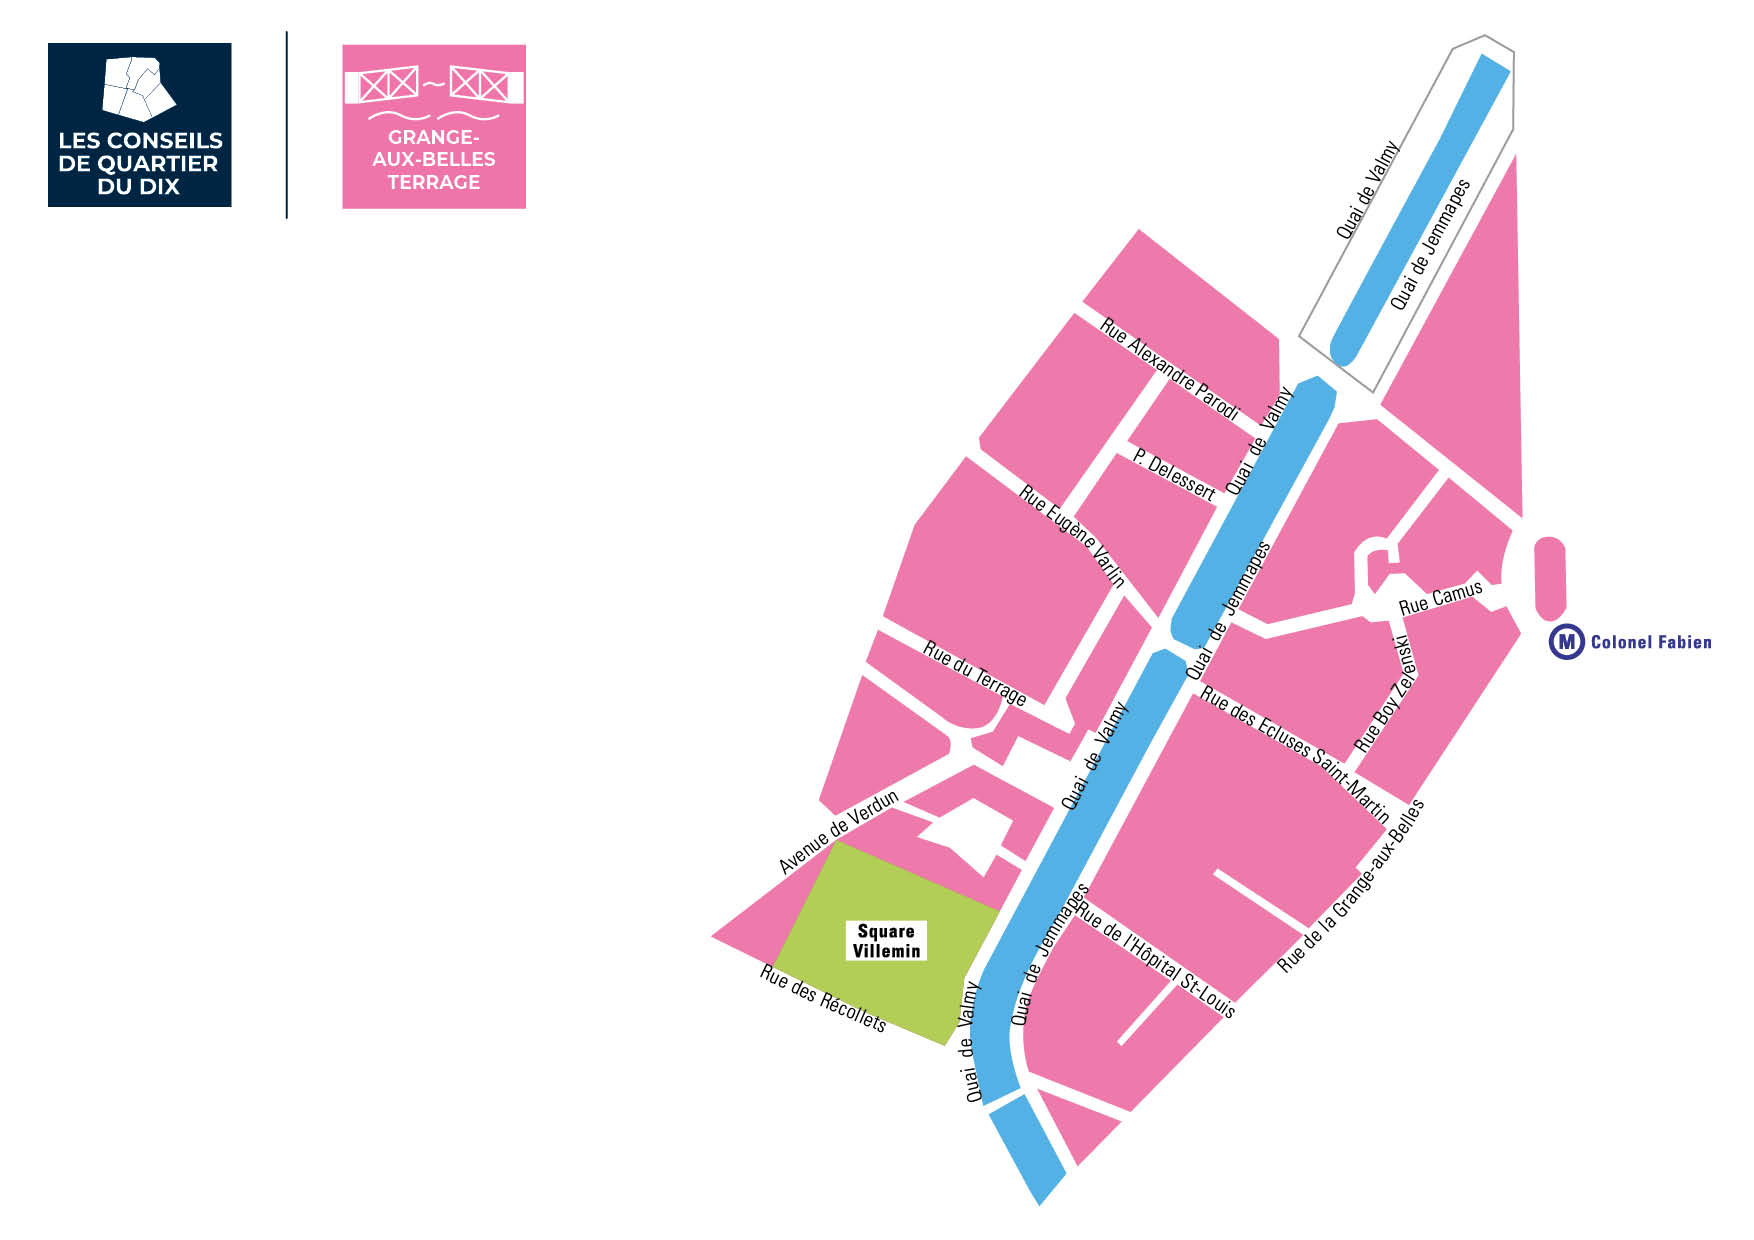 LES CONSEILS
DE QUARTIER
DU DIX
GRANGE-
AUX-BELLES
TERRAGE
Quai de Valmy
Quai de Jemmapes
Rue Alexandre Parodi
Quai de Valmy
P. Delessert
Rue Eugène Varlin
Quai de Jemmapes
Rue Camus
M Colonel Fabien
Rue Boy Zelenski
Rue du Terrage
Rue des Ecluses Saint-Martin
Quai de Valmy
Avenue de Verdun
Rue de la Grange-aux-Belles
Quai de Jemmapes
Rue de l'Hôpital St-Louis
Square
Villemin
Rue des Récollets
Quai de Valmy